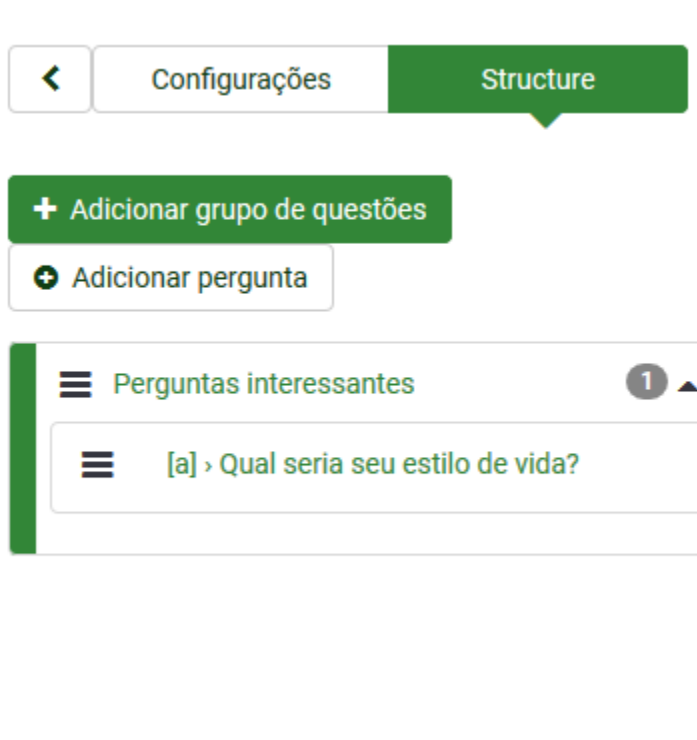 Configurações
Structure
Adicionar grupo de questões
Adicionar pergunta
Perguntas interessantes 1
[a] › Qual seria seu estilo de vida?